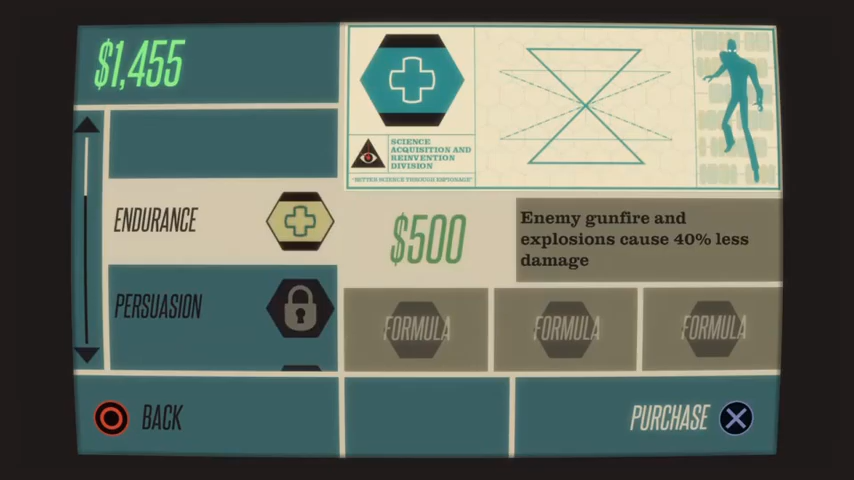 $1,455
SCIENCE
ACQUISITION AND
REINVENTION
DIVISION
"BETTER SCIENCE THROUGH ESPIONAGE"
ENDURANCE
$500
Enemy gunfire and
explosions cause 40% less
damage
PERSUASION
FORMULA
FORMULA
FORMULA
BACK
PURCHASE